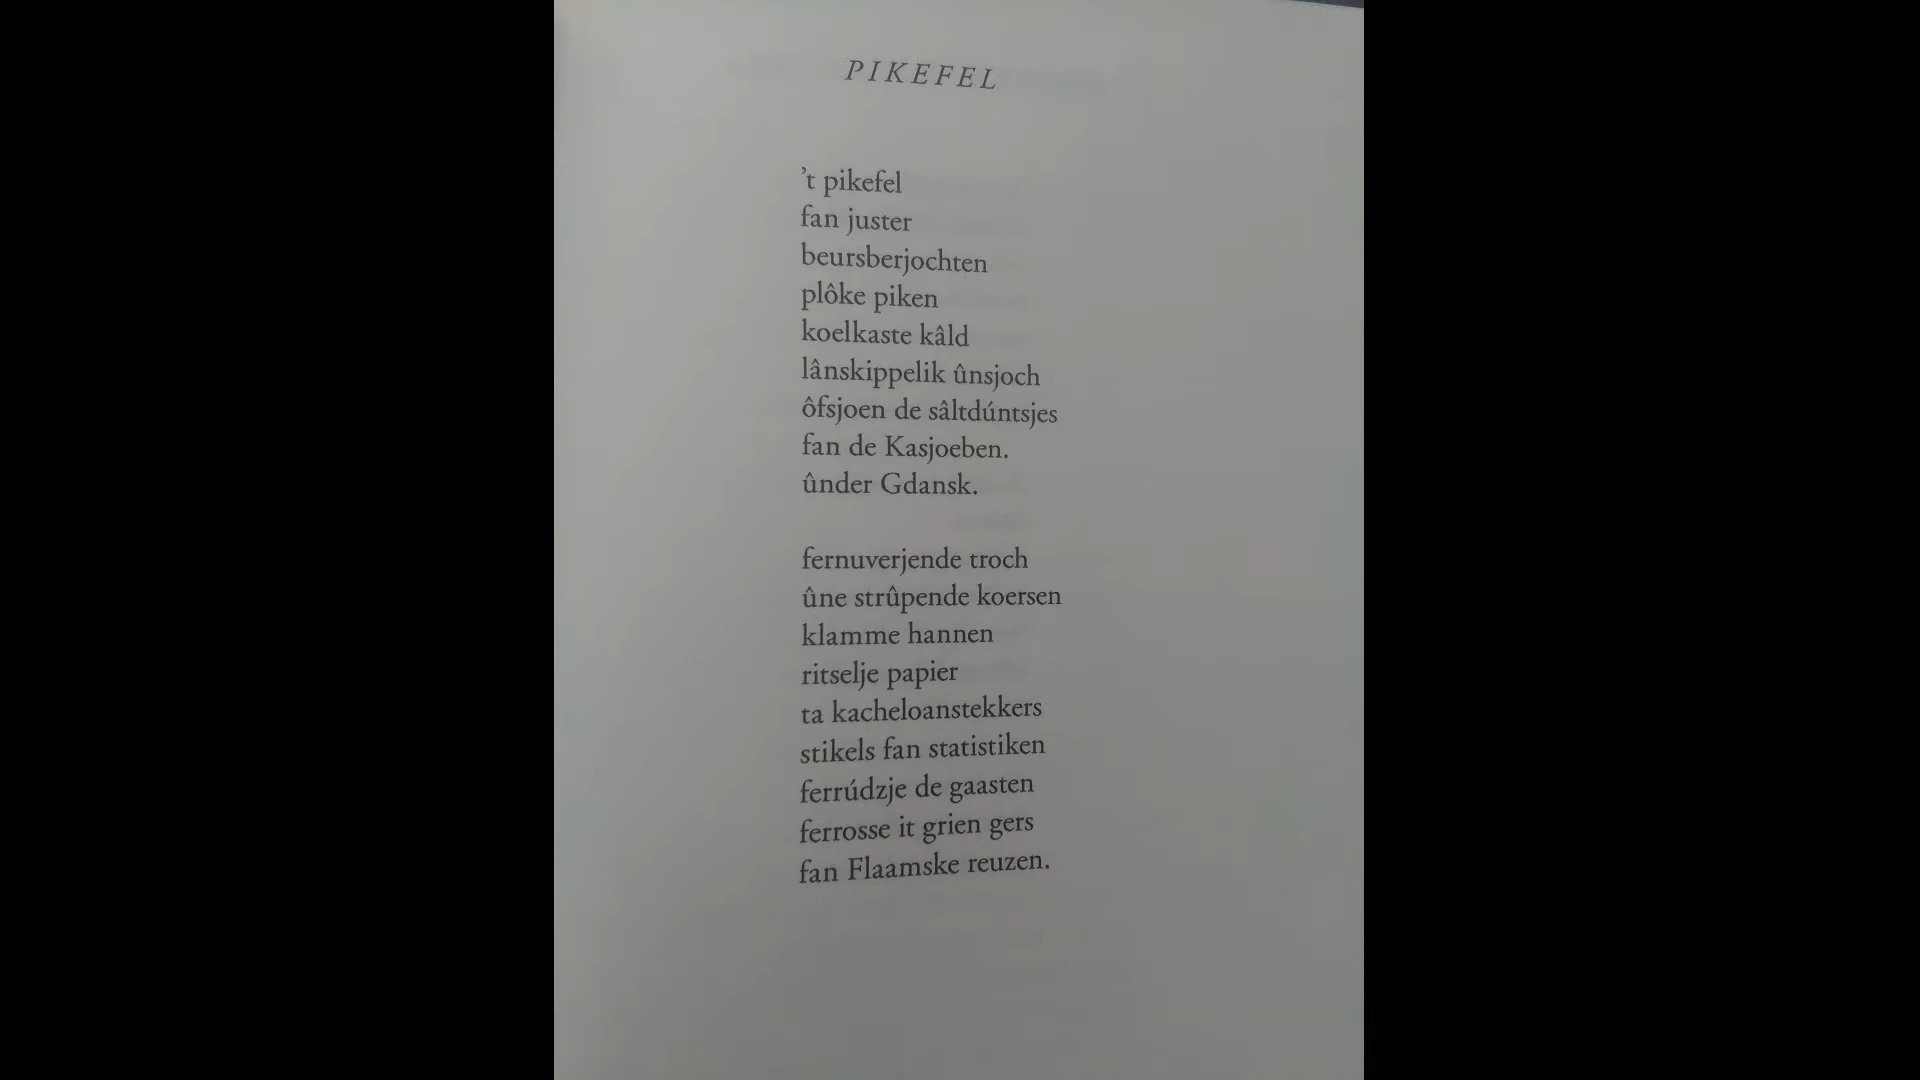 PIKEFEL
’t pikefel
fan juster
beursberjochten
plôke piken
koelkaste kâld
lânskippelik ûnsjoch
ôfsjoen de sâltdúntsjes
fan de Kasjoeben.
ûnder Gdansk.
fernuverjende troch
ûne strûpende koersen
klamme hannen
ritselje papier
ta kacheloanstekkers
stikels fan statistiken
ferrúdzje de gaasten
ferrosse it grien gers
fan Flaamske reuzen.